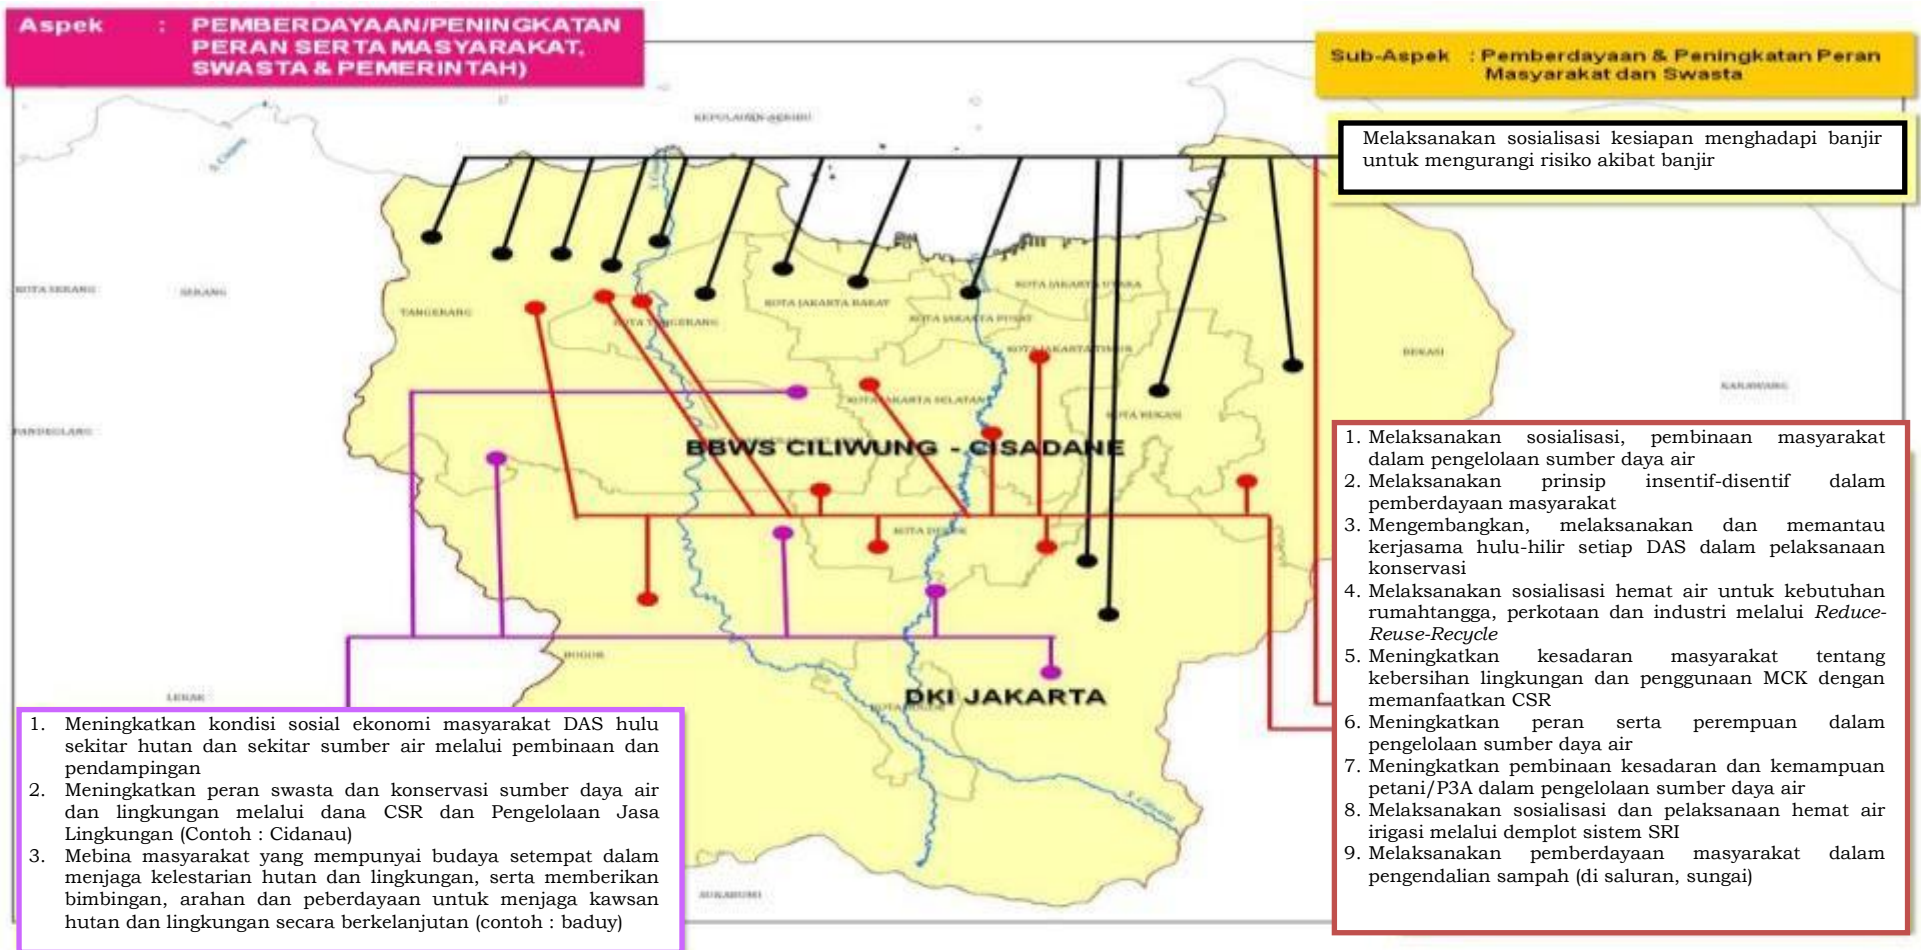 Aspek : PEMBERDAYAAN/PENINGKATAN
PERAN SERTA MASYARAKAT,
SWASTA & PEMERINTAH)
Sub-Aspek : Pemberdayaan & Peningkatan Peran
Masyarakat dan Swasta
Melaksanakan sosialisasi kesiapan menghadapi banjir
untuk mengurangi risiko akibat banjir
KEPULAUAN SERIBU
KOTA SERANG
SERANG
TANGERANG
KOTA TANGERANG
KOTA JAKARTA BARAT
KOTA JAKARTA UTARA
KOTA JAKARTA PUSAT
KOTA JAKARTA TIMUR
BEKASI
KARAWANG
KOTA JAKARTA SELATAN
KOTA BEKASI
PANDEGLANG
BBWS CILIWUNG - CISADANE
KOTA DEPOK
BOGOR
LEBAK
DKI JAKARTA
KOTA BOGOR
SUKABUMI
1. Melaksanakan sosialisasi, pembinaan masyarakat
dalam pengelolaan sumber daya air
2. Melaksanakan prinsip insentif-disentif dalam
pemberdayaan masyarakat
3. Mengembangkan, melaksanakan dan memantau
kerjasama hulu-hilir setiap DAS dalam pelaksanaan
konservasi
4. Melaksanakan sosialisasi hemat air untuk kebutuhan
rumahtangga, perkotaan dan industri melalui Reduce-
Reuse-Recycle
5. Meningkatkan kesadaran masyarakat tentang
kebersihan lingkungan dan penggunaan MCK dengan
memanfaatkan CSR
6. Meningkatkan peran serta perempuan dalam
pengelolaan sumber daya air
7. Meningkatkan pembinaan kesadaran dan kemampuan
petani/P3A dalam pengelolaan sumber daya air
8. Melaksanakan sosialisasi dan pelaksanaan hemat air
irigasi melalui demplot sistem SRI
9. Melaksanakan pemberdayaan masyarakat dalam
pengendalian sampah (di saluran, sungai)
1. Meningkatkan kondisi sosial ekonomi masyarakat DAS hulu
sekitar hutan dan sekitar sumber air melalui pembinaan dan
pendampingan
2. Meningkatkan peran swasta dan konservasi sumber daya air
dan lingkungan melalui dana CSR dan Pengelolaan Jasa
Lingkungan (Contoh : Cidanau)
3. Mebina masyarakat yang mempunyai budaya setempat dalam
menjaga kelestarian hutan dan lingkungan, serta memberikan
bimbingan, arahan dan peberdayaan untuk menjaga kawsan
hutan dan lingkungan secara berkelanjutan (contoh : baduy)